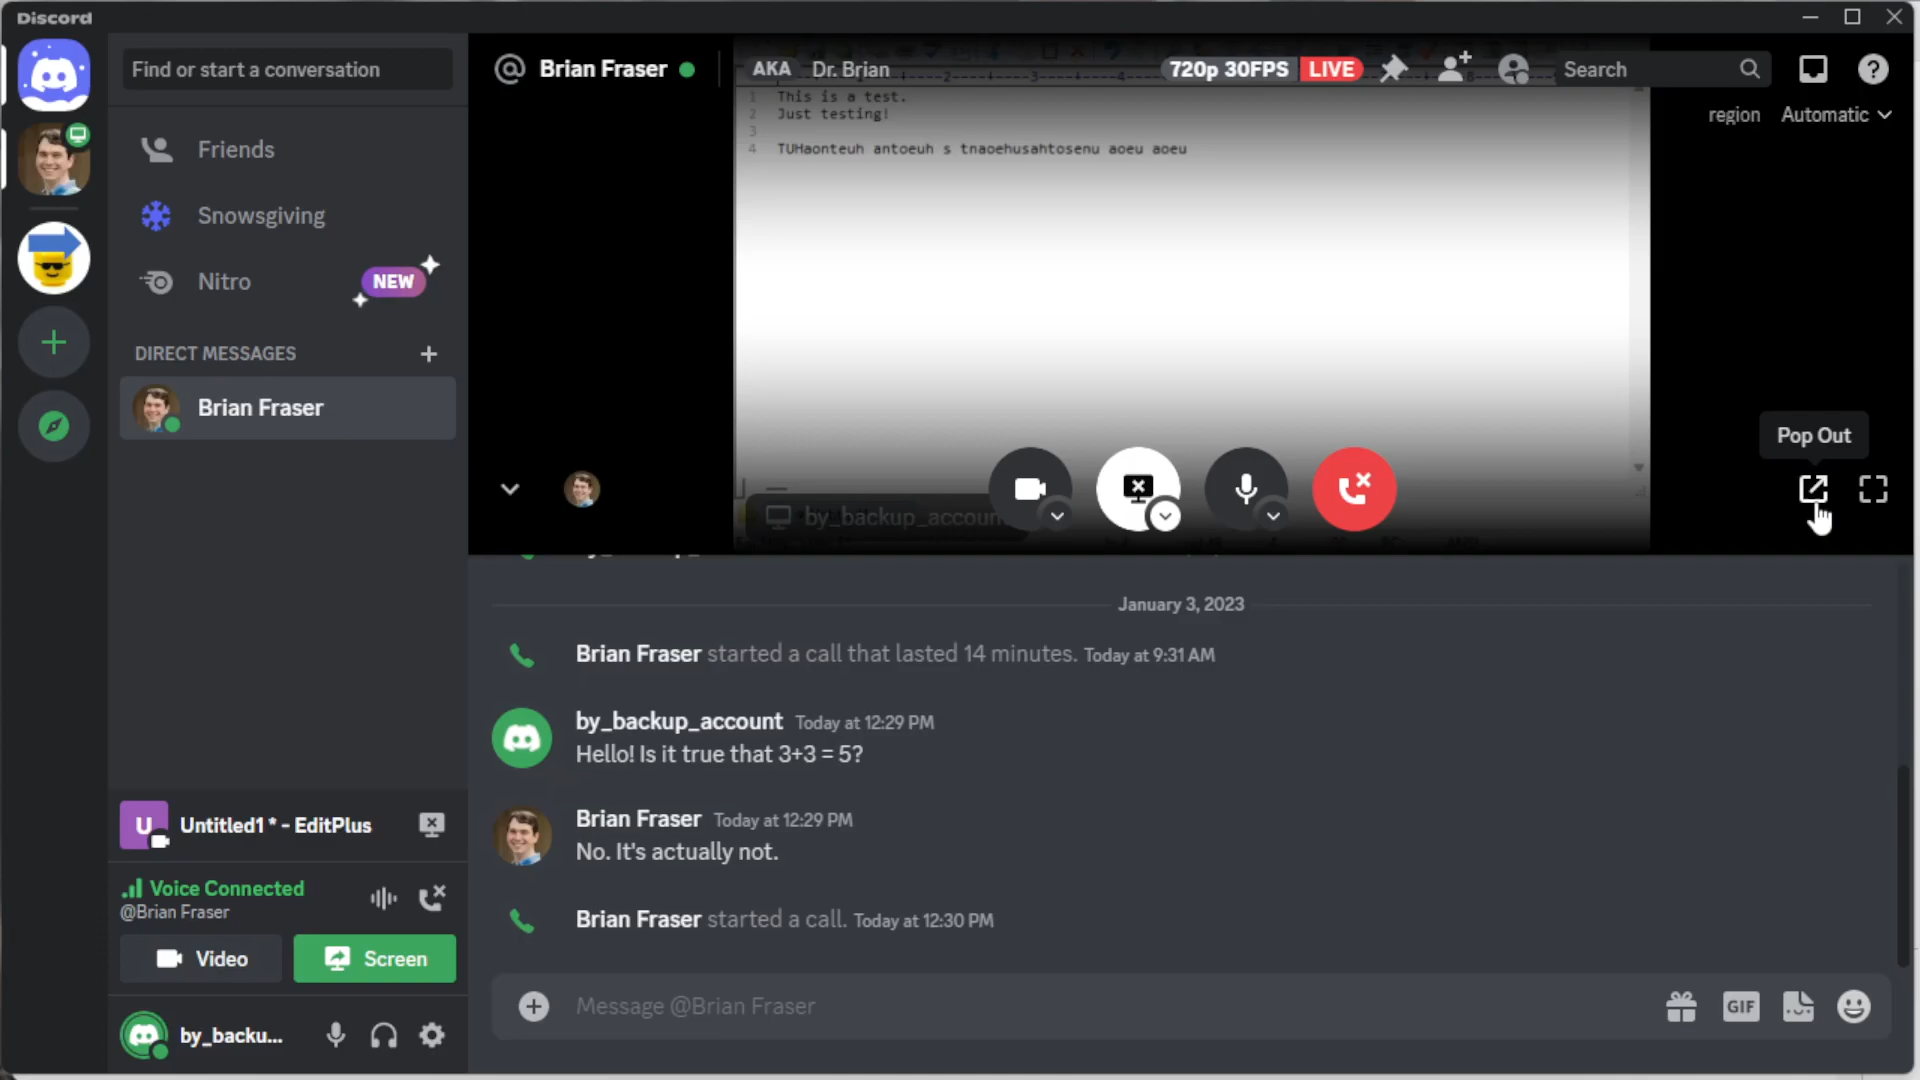 Discord
Find or start a conversation
Friends
Snowsgiving
Nitro
NEW
DIRECT MESSAGES
Brian Fraser
U
Untitled1 * - EditPlus
Voice Connected
@Brian Fraser
Video
Screen
by_backu...
Brian Fraser
AKA Dr. Brian
720p 30FPS LIVE
Search
region Automatic
1 This is a test.
2 Just testing!
3
4 TUHaonteuh antoeuh s tnaoehusahtosenu aoeu aoeu
Pop Out
by_backup_accoun
January 3, 2023
Brian Fraser started a call that lasted 14 minutes. Today at 9:31 AM
by_backup_account Today at 12:29 PM
Hello! Is it true that 3+3 = 5?
Brian Fraser Today at 12:29 PM
No. It's actually not.
Brian Fraser started a call. Today at 12:30 PM
Message @Brian Fraser
GIF